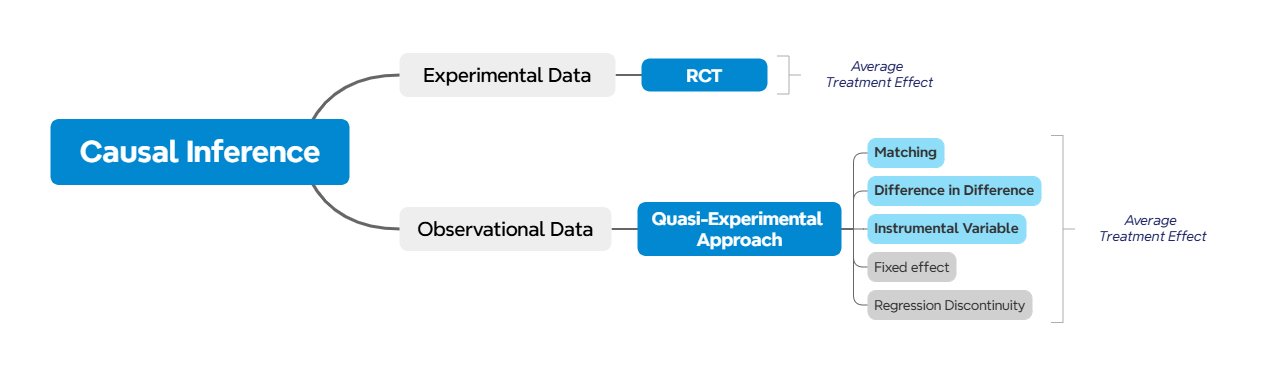 Experimental Data
RCT
Average
Treatment Effect
Causal Inference
Observational Data
Quasi-Experimental
Approach
Matching
Difference in Difference
Instrumental Variable
Fixed effect
Regression Discontinuity
Average
Treatment Effect